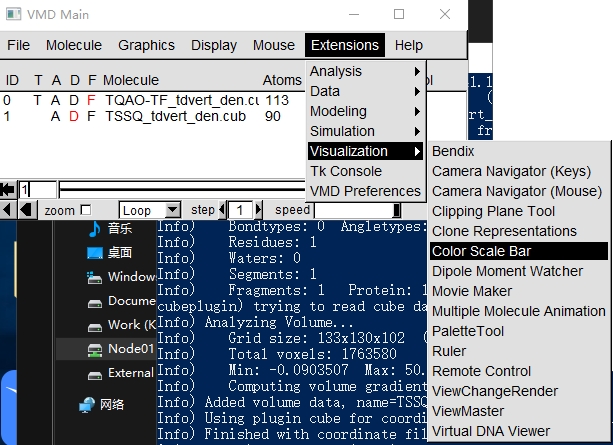 VMD Main
File Molecule Graphics Display Mouse Extensions Help
ID T A D F Molecule Atoms
0 T A D F TQAO-TF_tdvert_den.cu 113
1 A D F TSSQ_tdvert_den.cub 90
Analysis
Data
Modeling
Simulation
Visualization
Tk Console
VMD Preferences
1
zoom Loop step 1 speed
Bendix
Camera Navigator (Keys)
Camera Navigator (Mouse)
Clipping Plane Tool
Clone Representations
Color Scale Bar
Dipole Moment Watcher
Movie Maker
Multiple Molecule Animation
PaletteTool
Ruler
Remote Control
ViewChangeRender
ViewMaster
Virtual DNA Viewer
音乐
桌面
Window
Docume
Work (K
Node01
External
网络
Info) Bondtypes: 0 Angletypes:
Info) Residues: 1
Info) Waters: 0
Info) Segments: 1
Info) Fragments: 1 Protein: 1
cubeplugin) trying to read cube da
Info) Analyzing Volume...
Info) Grid size: 133x130x102 (
Info) Total voxels: 1763580
Info) Min: -0.0903507 Max: 50.
Info) Computing volume gradient
Info) Added volume data, name=TSSQ
Info) Using plugin cube for coordi
Info) Finished with coordinate fil